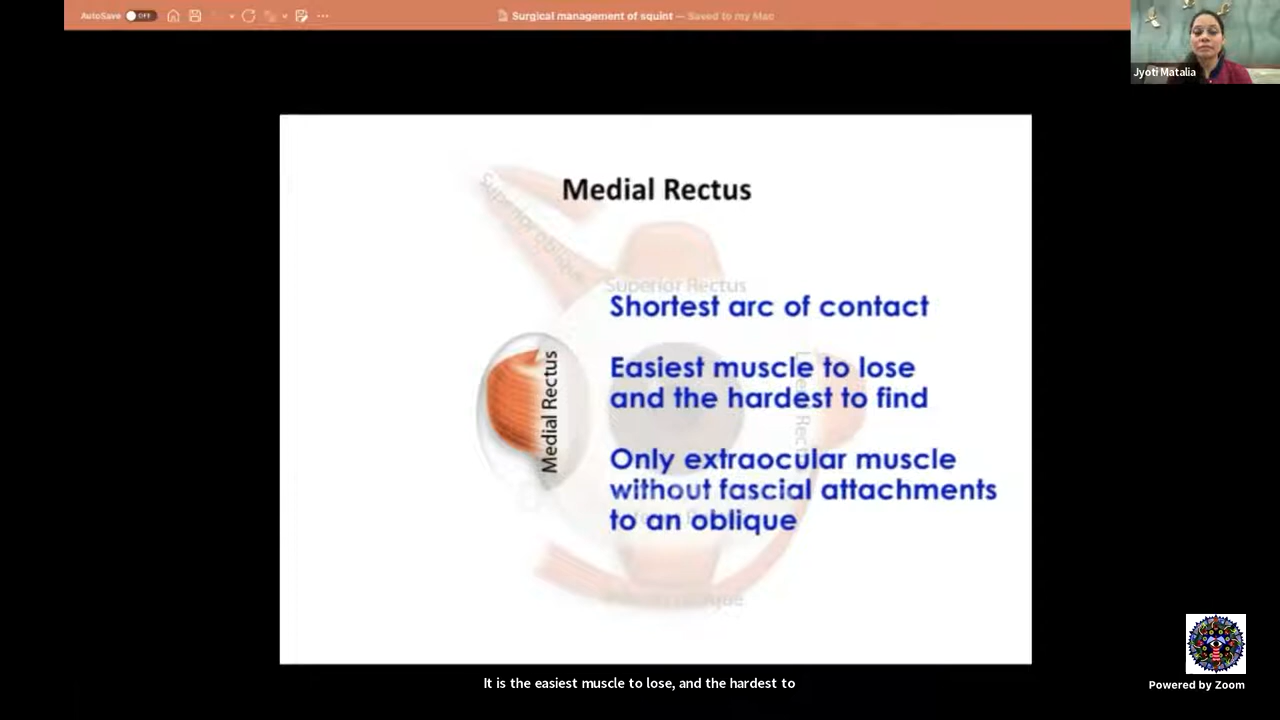 AutoSave OFF
Surgical management of squint — Saved to my Mac
Jyoti Matalia
Medial Rectus
Superior oblique
Superior Rectus
Shortest arc of contact
Medial Rectus
Easiest muscle to lose
and the hardest to find
Only extraocular muscle
without fascial attachments
to an oblique
It is the easiest muscle to lose, and the hardest to
Powered by Zoom